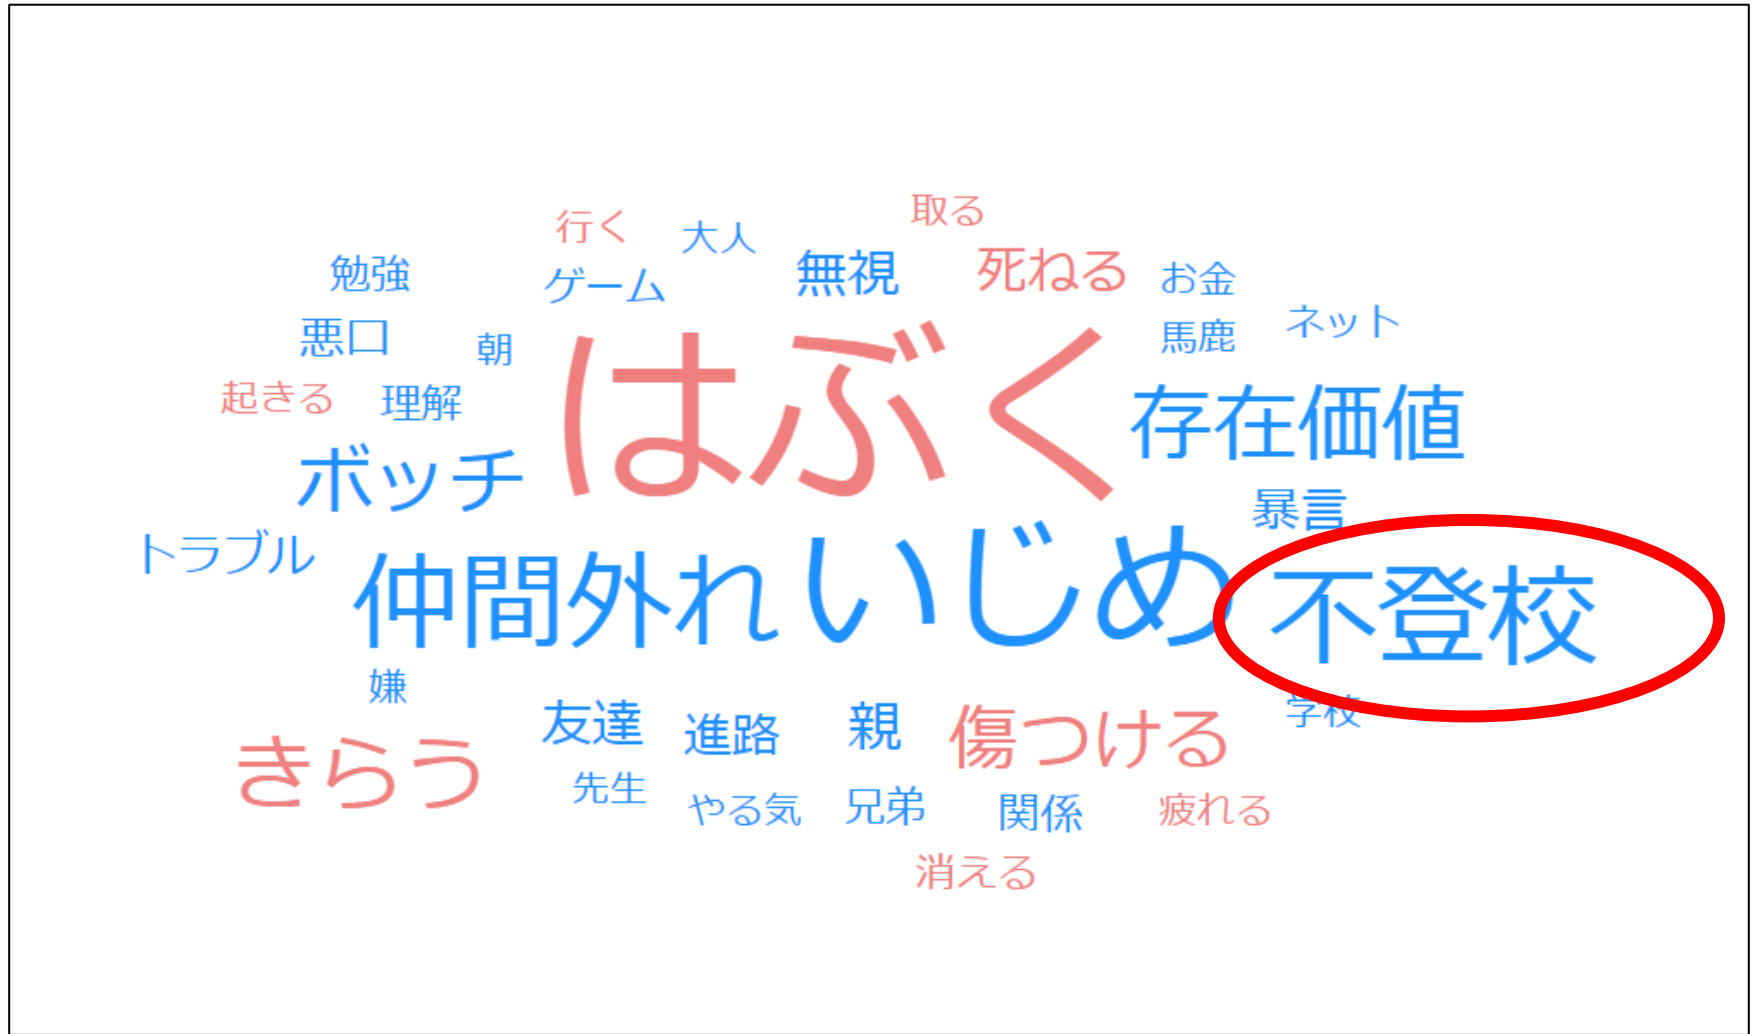 取る
行く
大人
無視
死ねる
勉強
ゲーム
お金
悪口
朝
馬鹿
ネット
はぶく
起きる
理解
存在価値
ボッチ
暴言
トラブル
仲間外れ
いじめ
不登校
嫌
友達
進路
親
傷つける
学校
きらう
先生
やる気
兄弟
関係
疲れる
消える